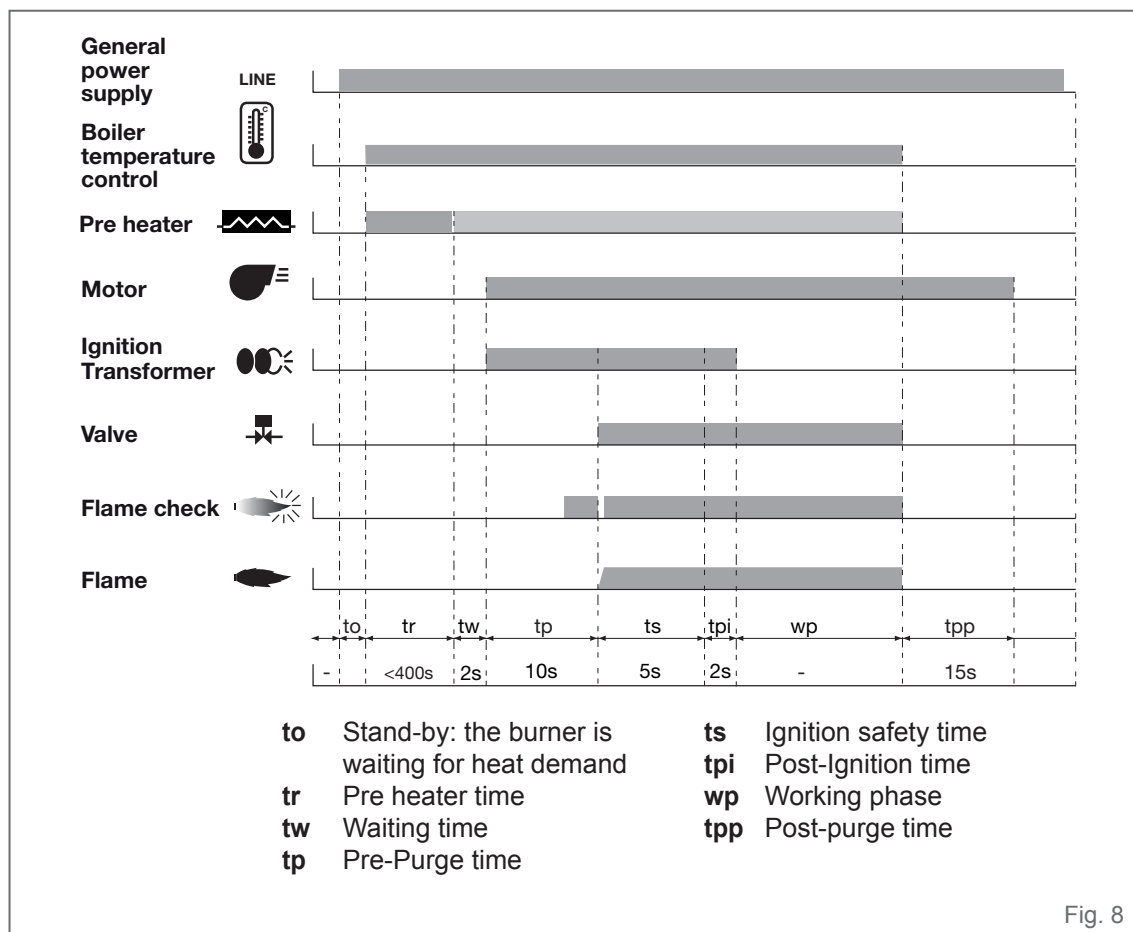 General
power
supply
LINE
°C
Boiler
temperature
control
Pre heater
Motor
Ignition
Transformer
Valve
Flame check
Flame
to tr tw tp ts tpi wp tpp
- <400s 2s 10s 5s 2s - 15s
to Stand-by: the burner is
waiting for heat demand
tr Pre heater time
tw Waiting time
tp Pre-Purge time
ts Ignition safety time
tpi Post-Ignition time
wp Working phase
tpp Post-purge time
Fig. 8